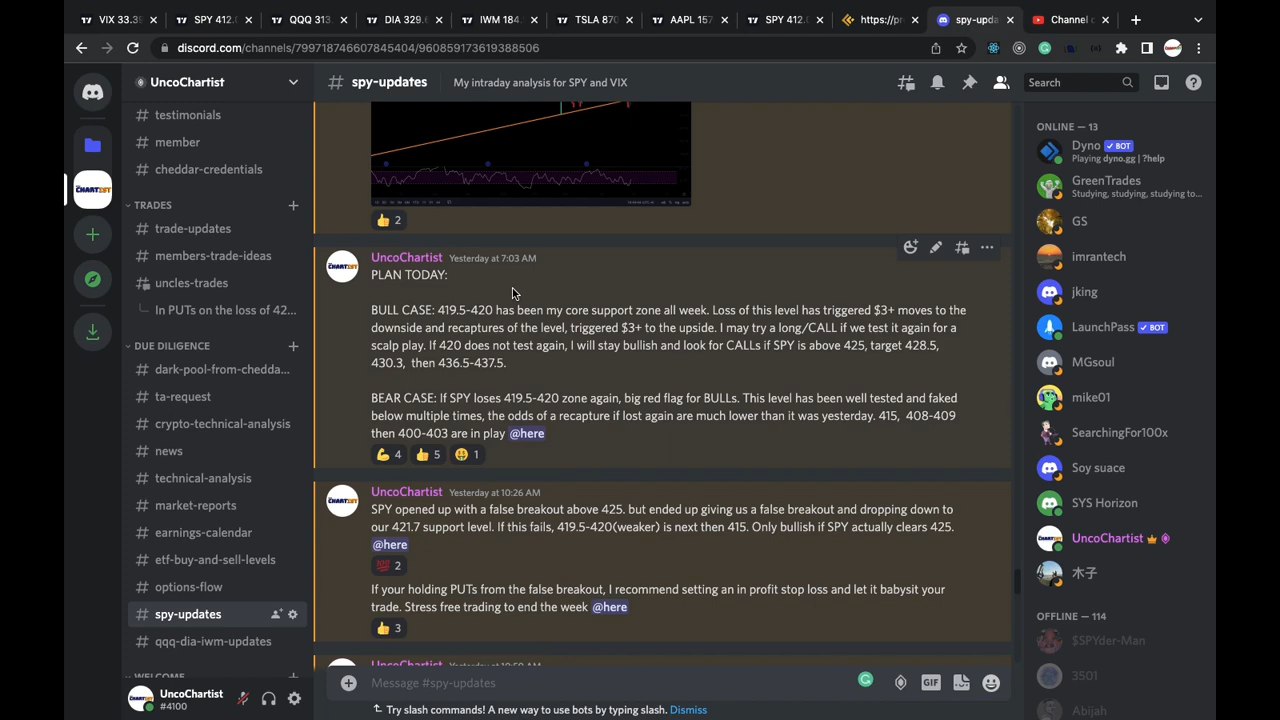 VIX 33.39
SPY 412.0
QQQ 313.
DIA 329.6
IWM 184.
TSLA 870
AAPL 157
SPY 412.0
https://pr
spy-upda
Channel c
discord.com/channels/799718746607845404/960859173619388506
UncoChartist
# spy-updates
My intraday analysis for SPY and VIX
Search
# testimonials
# member
# cheddar-credentials
TRADES
# trade-updates
# members-trade-ideas
uncles-trades
In PUTs on the loss of 42...
DUE DILIGENCE
# dark-pool-from-chedda...
# ta-request
# crypto-technical-analysis
# news
# technical-analysis
# market-reports
# earnings-calendar
# etf-buy-and-sell-levels
# options-flow
# spy-updates
# qqq-dia-iwm-updates
WELCOME
UncoChartist
#4100
2
CHARTIST
UncoChartist Yesterday at 7:03 AM
PLAN TODAY:
BULL CASE: 419.5-420 has been my core support zone all week. Loss of this level has triggered $3+ moves to the
downside and recaptures of the level, triggered $3+ to the upside. I may try a long/CALL if we test it again for a
scalp play. If 420 does not test again, I will stay bullish and look for CALLs if SPY is above 425, target 428.5,
430.3,  then 436.5-437.5.
BEAR CASE: If SPY loses 419.5-420 zone again, big red flag for BULLs. This level has been well tested and faked
below multiple times, the odds of a recapture if lost again are much lower than it was yesterday. 415,  408-409
then 400-403 are in play @here
4 5 1
UncoChartist Yesterday at 10:26 AM
SPY opened up with a false breakout above 425. but ended up giving us a false breakout and dropping down to
our 421.7 support level. If this fails, 419.5-420(weaker) is next then 415. Only bullish if SPY actually clears 425.
@here
2
If your holding PUTs from the false breakout, I recommend setting an in profit stop loss and let it babysit your
trade. Stress free trading to end the week @here
3
UncoChartist Yesterday at 10:59 AM
Message #spy-updates
GIF
Try slash commands! A new way to use bots by typing slash. Dismiss
ONLINE — 13
Dyno BOT
Playing dyno.gg | ?help
GreenTrades
Studying, studying, studying to...
GS
imrantech
jking
LaunchPass BOT
MGsoul
mike01
SearchingFor100x
Soy suace
SYS Horizon
UncoChartist
木子
OFFLINE — 114
$SPYder-Man
3501
Abijah